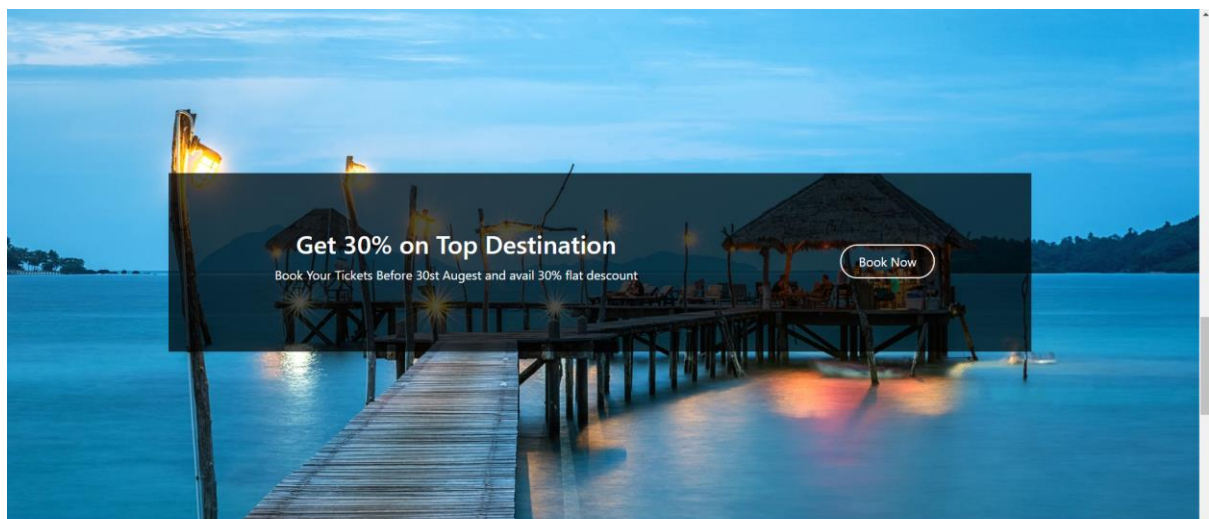 Get 30% on Top Destination
Book Your Tickets Before 30st Augest and avail 30% flat descount
Book Now